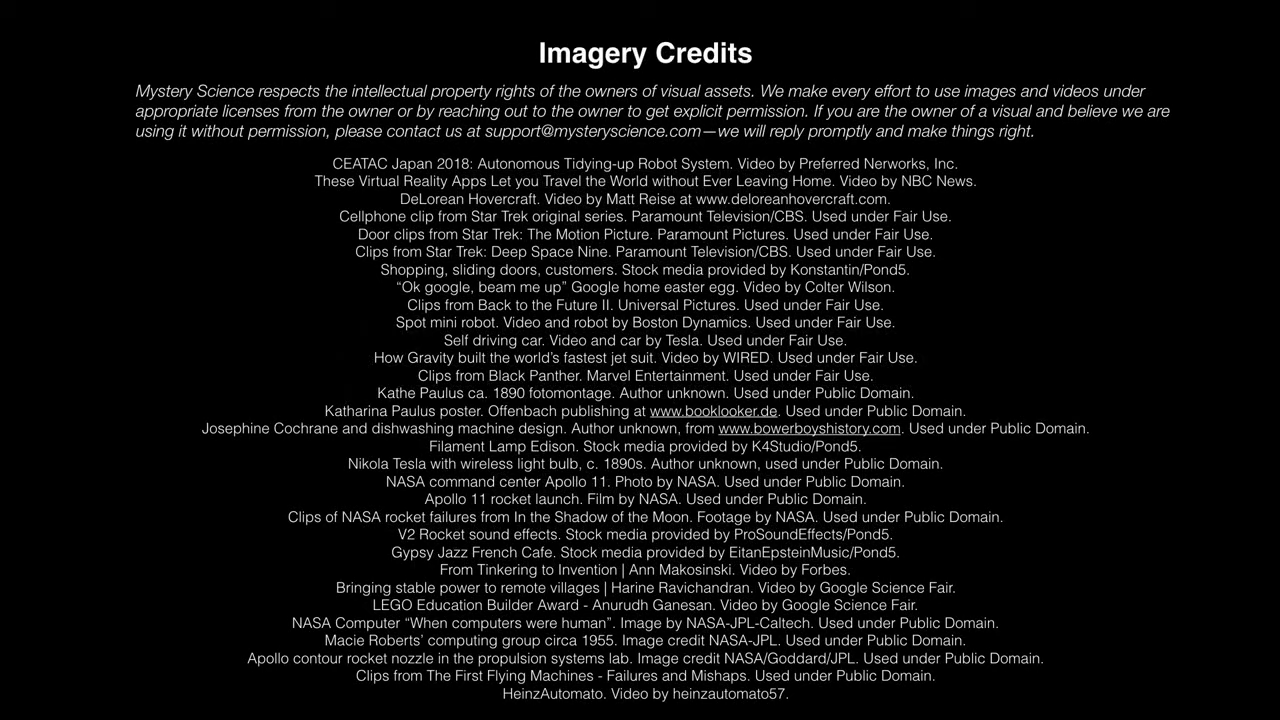 Imagery Credits
Mystery Science respects the intellectual property rights of the owners of visual assets. We make every effort to use images and videos under
appropriate licenses from the owner or by reaching out to the owner to get explicit permission. If you are the owner of a visual and believe we are
using it without permission, please contact us at support@mysteryscience.com—we will reply promptly and make things right.
CEATAC Japan 2018: Autonomous Tidying-up Robot System. Video by Preferred Nerworks, Inc.
These Virtual Reality Apps Let you Travel the World without Ever Leaving Home. Video by NBC News.
DeLorean Hovercraft. Video by Matt Reise at www.deloreanhovercraft.com.
Cellphone clip from Star Trek original series. Paramount Television/CBS. Used under Fair Use.
Door clips from Star Trek: The Motion Picture. Paramount Pictures. Used under Fair Use.
Clips from Star Trek: Deep Space Nine. Paramount Television/CBS. Used under Fair Use.
Shopping, sliding doors, customers. Stock media provided by Konstantin/Pond5.
“Ok google, beam me up” Google home easter egg. Video by Colter Wilson.
Clips from Back to the Future II. Universal Pictures. Used under Fair Use.
Spot mini robot. Video and robot by Boston Dynamics. Used under Fair Use.
Self driving car. Video and car by Tesla. Used under Fair Use.
How Gravity built the world’s fastest jet suit. Video by WIRED. Used under Fair Use.
Clips from Black Panther. Marvel Entertainment. Used under Fair Use.
Kathe Paulus ca. 1890 fotomontage. Author unknown. Used under Public Domain.
Katharina Paulus poster. Offenbach publishing at www.booklooker.de. Used under Public Domain.
Josephine Cochrane and dishwashing machine design. Author unknown, from www.bowerboyshistory.com. Used under Public Domain.
Filament Lamp Edison. Stock media provided by K4Studio/Pond5.
Nikola Tesla with wireless light bulb, c. 1890s. Author unknown, used under Public Domain.
NASA command center Apollo 11. Photo by NASA. Used under Public Domain.
Apollo 11 rocket launch. Film by NASA. Used under Public Domain.
Clips of NASA rocket failures from In the Shadow of the Moon. Footage by NASA. Used under Public Domain.
V2 Rocket sound effects. Stock media provided by ProSoundEffects/Pond5.
Gypsy Jazz French Cafe. Stock media provided by EitanEpsteinMusic/Pond5.
From Tinkering to Invention | Ann Makosinski. Video by Forbes.
Bringing stable power to remote villages | Harine Ravichandran. Video by Google Science Fair.
LEGO Education Builder Award - Anurudh Ganesan. Video by Google Science Fair.
NASA Computer “When computers were human”. Image by NASA-JPL-Caltech. Used under Public Domain.
Macie Roberts’ computing group circa 1955. Image credit NASA-JPL. Used under Public Domain.
Apollo contour rocket nozzle in the propulsion systems lab. Image credit NASA/Goddard/JPL. Used under Public Domain.
Clips from The First Flying Machines - Failures and Mishaps. Used under Public Domain.
HeinzAutomato. Video by heinzautomato57.